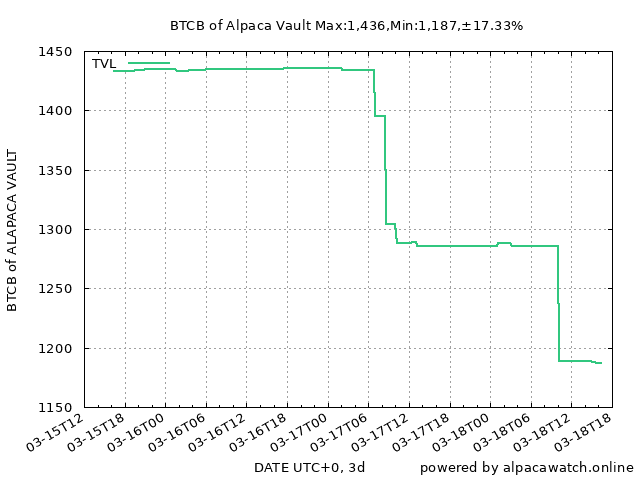 BTCB of Alpaca Vault Max:1,436,Min:1,187,±17.33%
TVL
1450
1400
1350
1300
1250
1200
1150
BTCB of ALAPACA VAULT
03-15T12
03-15T18
03-16T00
03-16T06
03-16T12
03-16T18
03-17T00
03-17T06
03-17T12
03-17T18
03-18T00
03-18T06
03-18T12
03-18T18
DATE UTC+0, 3d
powered by alpacawatch.online